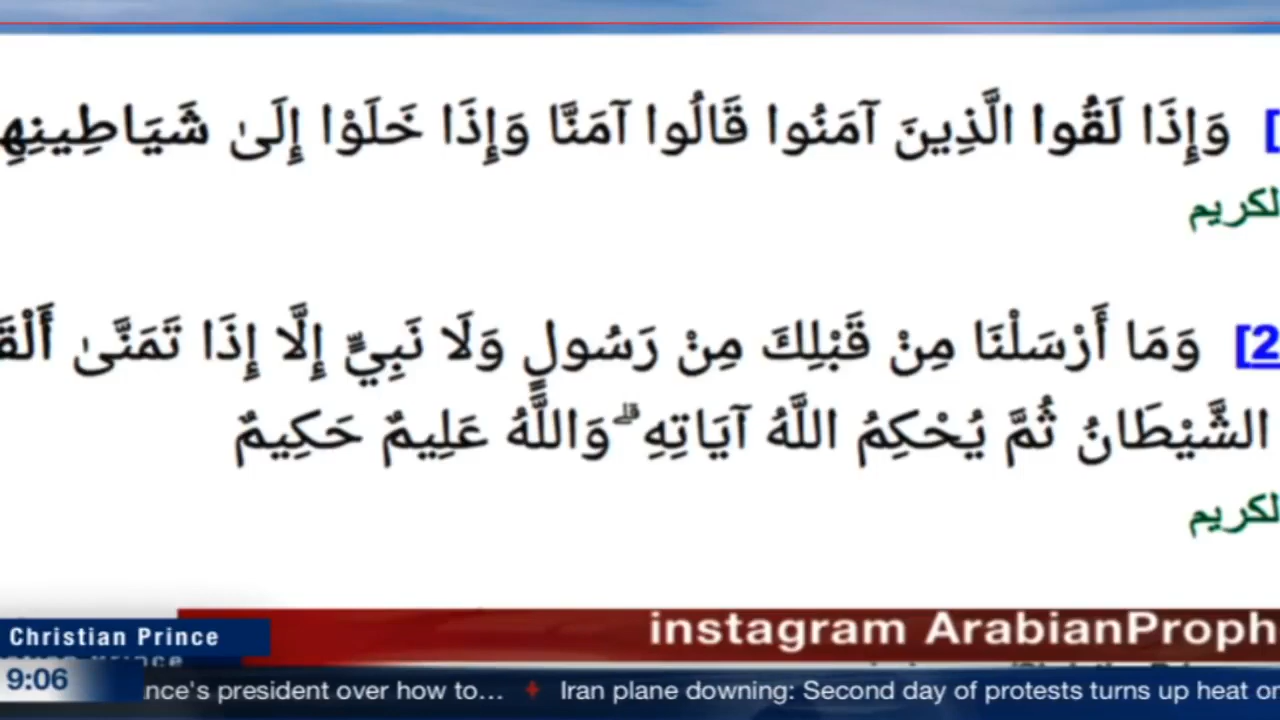 وَإِذَا لَقُوا الَّذِينَ آمَنُوا قَالُوا آمَنَّا وَإِذَا خَلَوْا إِلَىٰ شَيَاطِينِهِ
لكريم
[2 وَمَا أَرْسَلْنَا مِنْ قَبْلِكَ مِنْ رَسُولٍ وَلَا نَبِيٍّ إِلَّا إِذَا تَمَنَّىٰ أَلْقَ
الشَّيْطَانُ ثُمَّ يُحْكِمُ اللَّهُ آيَاتِهِ ۗ وَاللَّهُ عَلِيمٌ حَكِيمٌ
لكريم
instagram ArabianProph
Christian Prince
9:06
nce's president over how to... Iran plane downing: Second day of protests turns up heat or